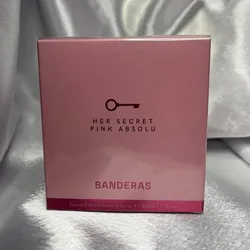 HER SECRET
PINK ABSOLU
BANDERAS